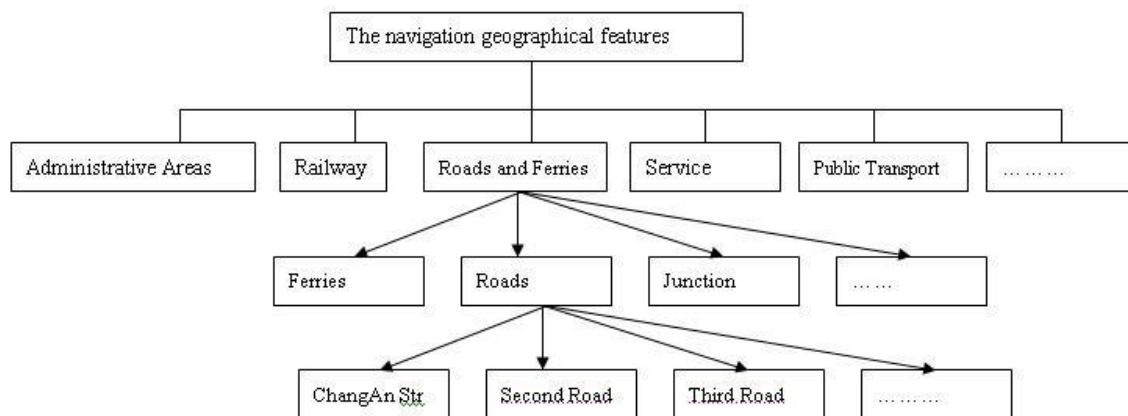 The navigation geographical features
Administrative Areas
Railway
Roads and Ferries
Service
Public Transport
………
Ferries
Roads
Junction
……
ChangAn Str
Second Road
Third Road
………